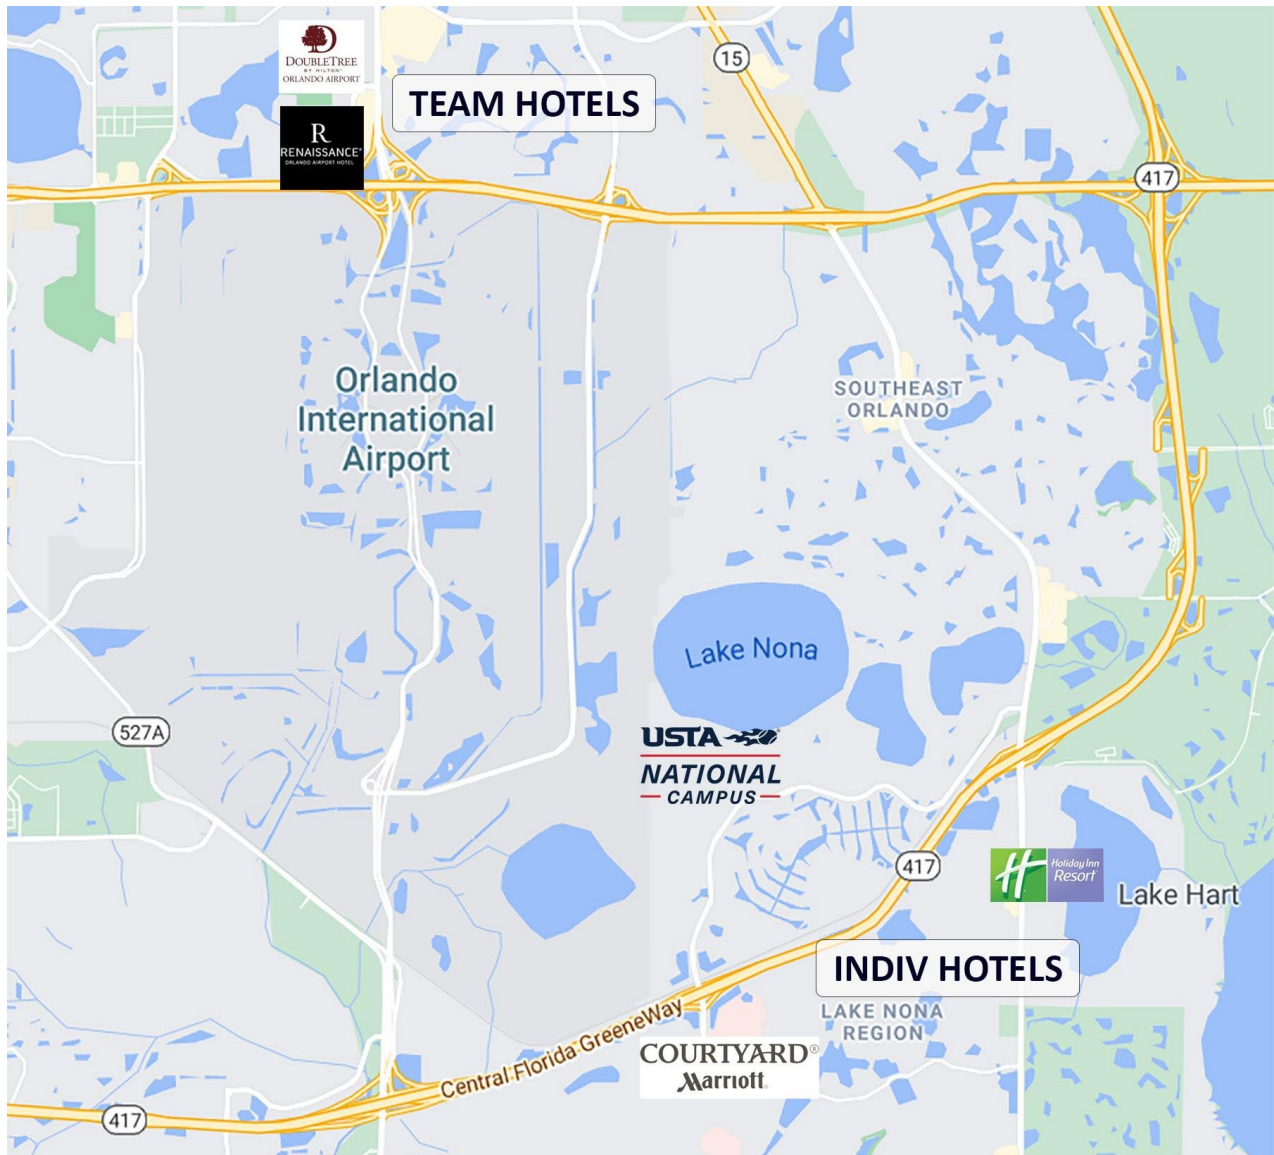 D
DOUBLETREE
BY HILTON™
ORLANDO AIRPORT
TEAM HOTELS
15
R
RENAISSANCE®
ORLANDO AIRPORT HOTEL
417
Orlando
International
Airport
SOUTHEAST
ORLANDO
Lake Nona
527A
USTA
NATIONAL
CAMPUS
417
H
Holiday Inn
Resort®
Lake Hart
INDIV HOTELS
LAKE NONA
REGION
Central Florida GreeneWay
COURTYARD®
Marriott®
417